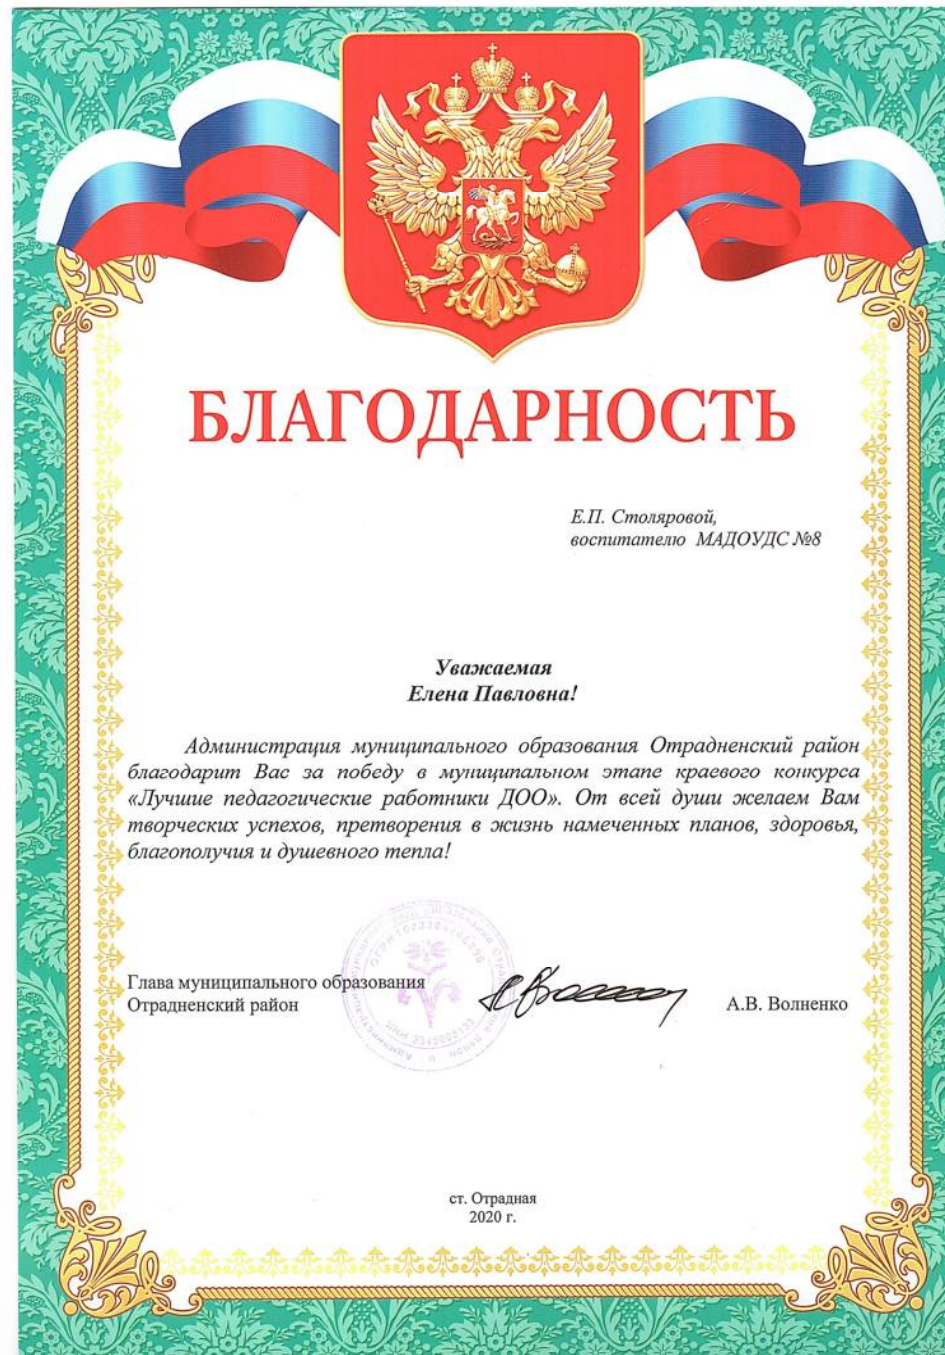 БЛАГОДАРНОСТЬ
Е.П. Столяровой,
воспитателю МАДОУДС №8
Уважаемая
Елена Павловна!
Администрация муниципального образования Отрадненский район
благодарит Вас за победу в муниципальном этапе краевого конкурса
«Лучшие педагогические работники ДОО». От всей души желаем Вам
творческих успехов, претворения в жизнь намеченных планов, здоровья,
благополучия и душевного тепла!
Глава муниципального образования
Отрадненский район
А.В. Волненко
ст. Отрадная
2020 г.